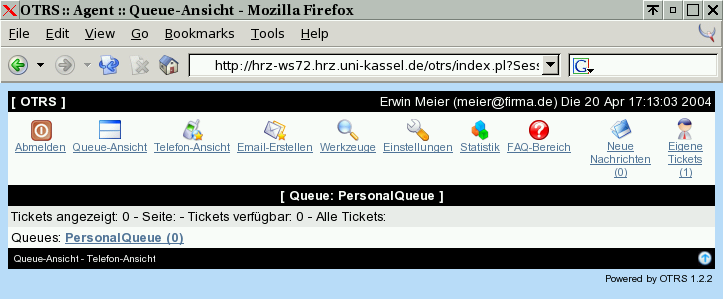 OTRS :: Agent :: Queue-Ansicht - Mozilla Firefox
File Edit View Go Bookmarks Tools Help
http://hrz-ws72.hrz.uni-kassel.de/otrs/index.pl?Sess
[ OTRS ] Erwin Meier (meier@firma.de) Die 20 Apr 17:13:03 2004
Abmelden Queue-Ansicht Telefon-Ansicht Email-Erstellen Werkzeuge Einstellungen Statistik FAQ-Bereich Neue Nachrichten (0) Eigene Tickets (1)
[ Queue: PersonalQueue ]
Tickets angezeigt: 0 - Seite: - Tickets verfügbar: 0 - Alle Tickets:
Queues: PersonalQueue (0)
Queue-Ansicht - Telefon-Ansicht
Powered by OTRS 1.2.2